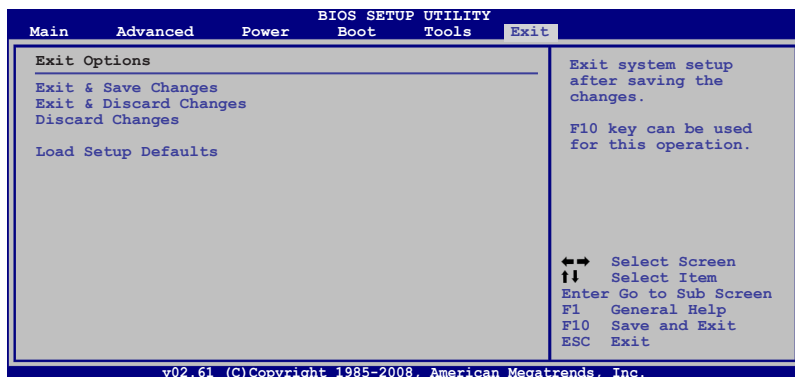 BIOS SETUP UTILITY
Main Advanced Power Boot Tools Exit
Exit Options
Exit & Save Changes
Exit & Discard Changes
Discard Changes
Load Setup Defaults
Exit system setup
after saving the
changes.
F10 key can be used
for this operation.
←→ Select Screen
↑↓ Select Item
Enter Go to Sub Screen
F1 General Help
F10 Save and Exit
ESC Exit
v02.61 (C)Copyright 1985-2008, American Megatrends, Inc.